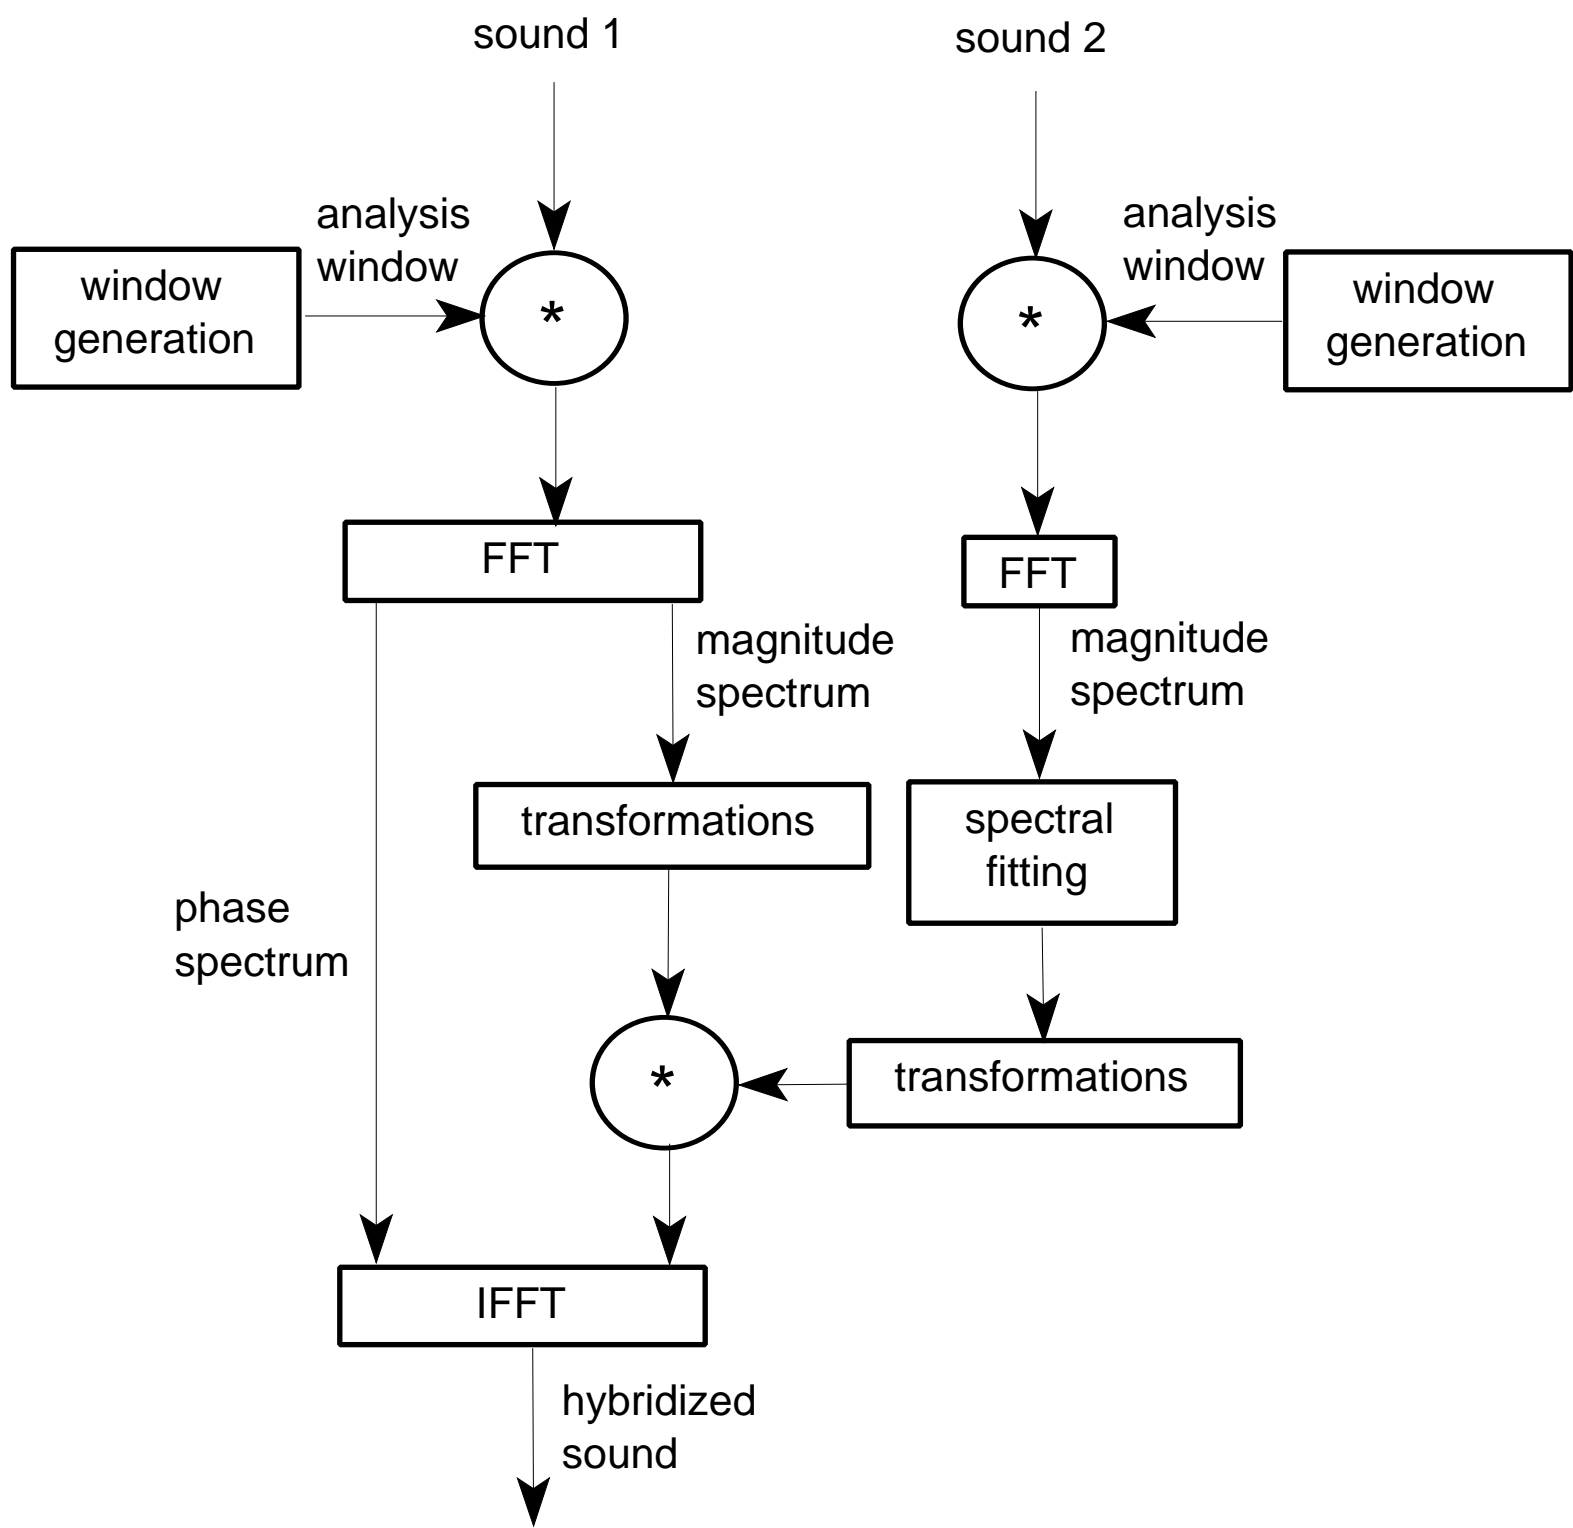 sound 1
sound 2
analysis
window
analysis
window
window
generation
*
*
window
generation
FFT
FFT
magnitude
spectrum
magnitude
spectrum
transformations
spectral
fitting
phase
spectrum
*
transformations
IFFT
hybridized
sound